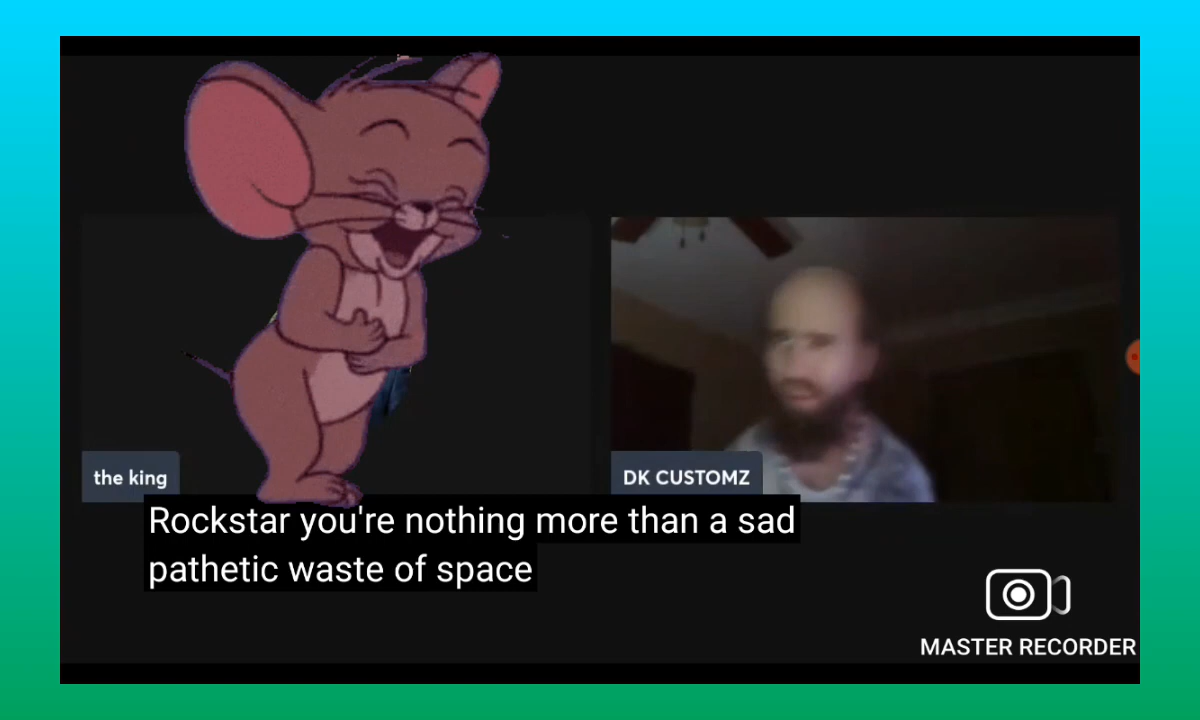 the king
DK CUSTOMZ
Rockstar you're nothing more than a sad
pathetic waste of space
MASTER RECORDER